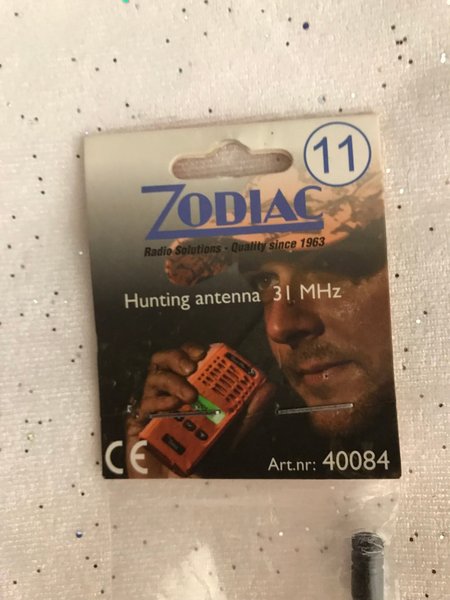 11
ZODIAC
Radio Solutions - Quality since 1963
Hunting antenna 31 MHz
CE
Art.nr: 40084